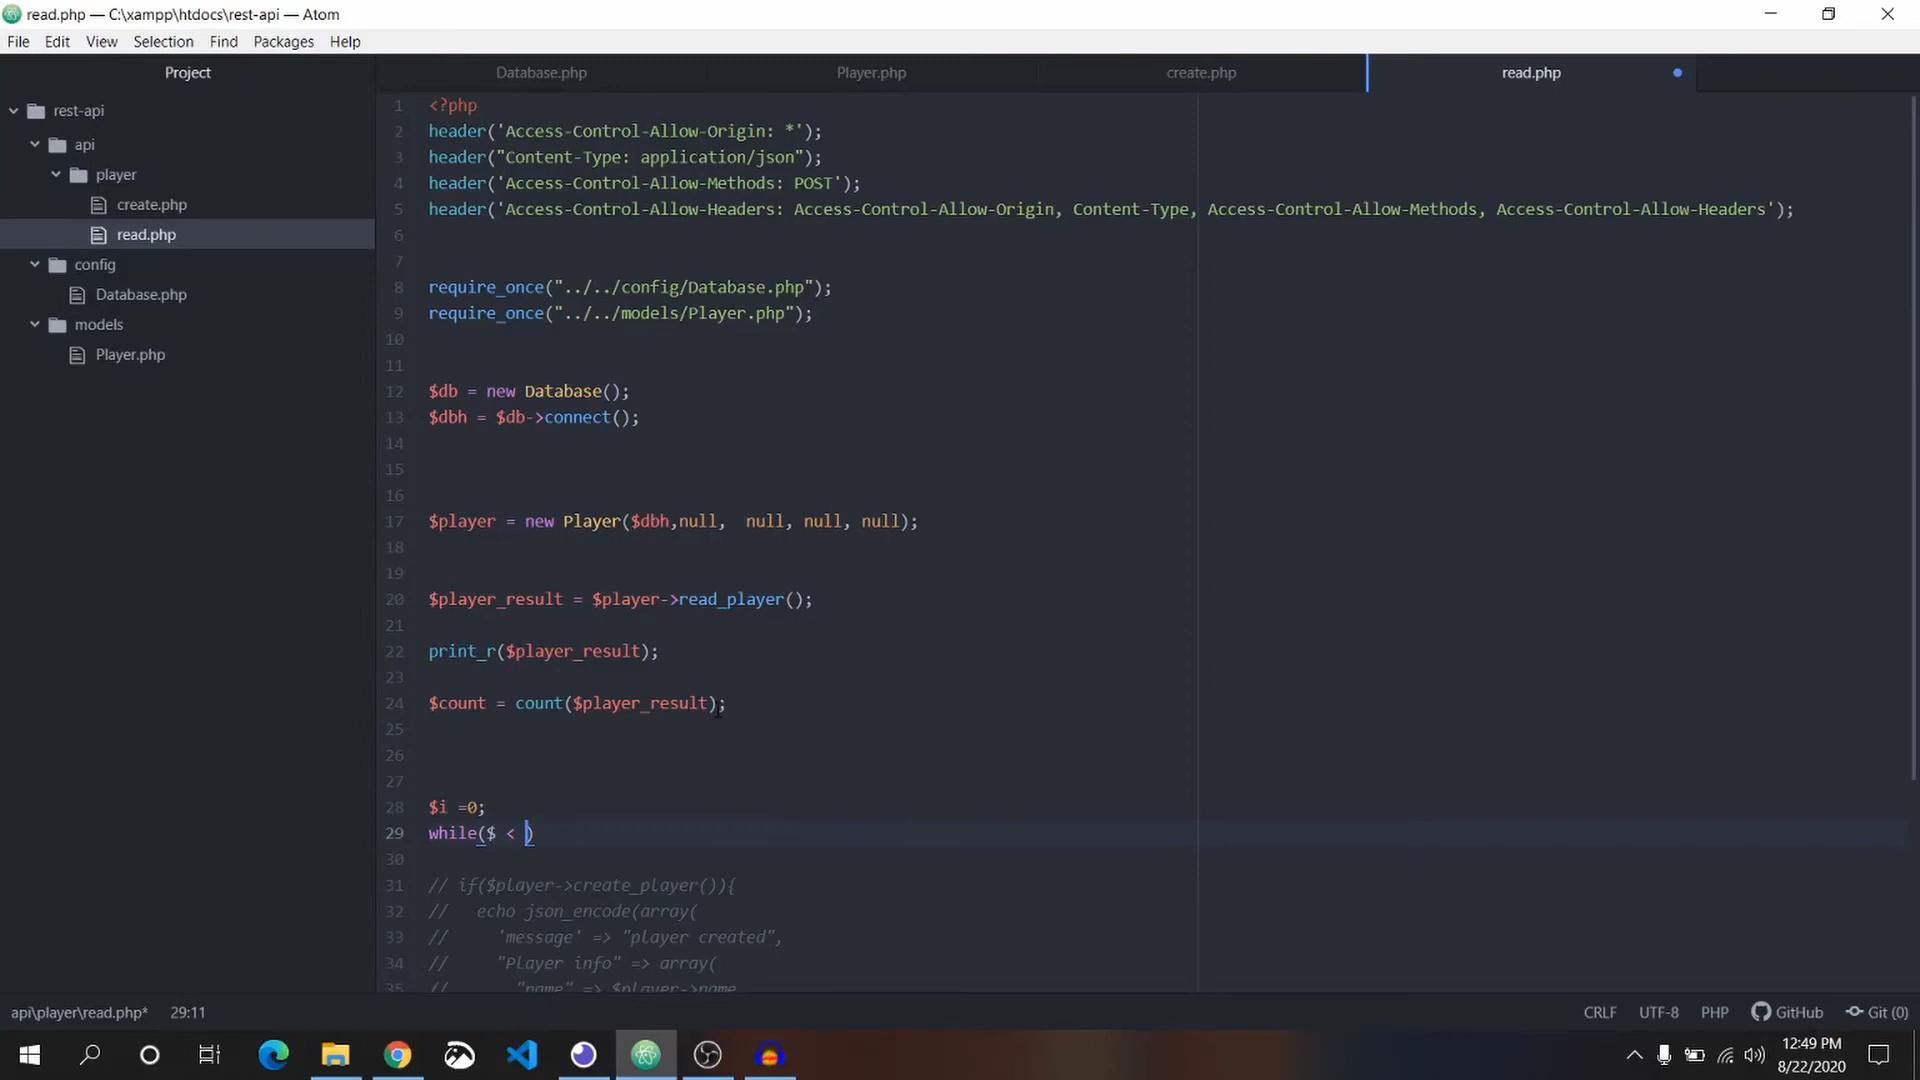 read.php — C:\xampp\htdocs\rest-api — Atom
File Edit View Selection Find Packages Help
Project
rest-api
api
player
create.php
read.php
config
Database.php
models
Player.php
Database.php Player.php create.php read.php
1 <?php
2 header('Access-Control-Allow-Origin: *');
3 header("Content-Type: application/json");
4 header('Access-Control-Allow-Methods: POST');
5 header('Access-Control-Allow-Headers: Access-Control-Allow-Origin, Content-Type, Access-Control-Allow-Methods, Access-Control-Allow-Headers');
6
7
8 require_once("../../config/Database.php");
9 require_once("../../models/Player.php");
10
11
12 $db = new Database();
13 $dbh = $db->connect();
14
15
16
17 $player = new Player($dbh,null,  null, null, null);
18
19
20 $player_result = $player->read_player();
21
22 print_r($player_result);
23
24 $count = count($player_result);
25
26
27
28 $i =0;
29 while($ < )
30
31 // if($player->create_player()){
32 //   echo json_encode(array(
33 //     'message' => "player created",
34 //     "Player info" => array(
35 //       "name" => $player->name
api\player\read.php* 29:11 CRLF UTF-8 PHP GitHub Git (0)
12:49 PM
8/22/2020